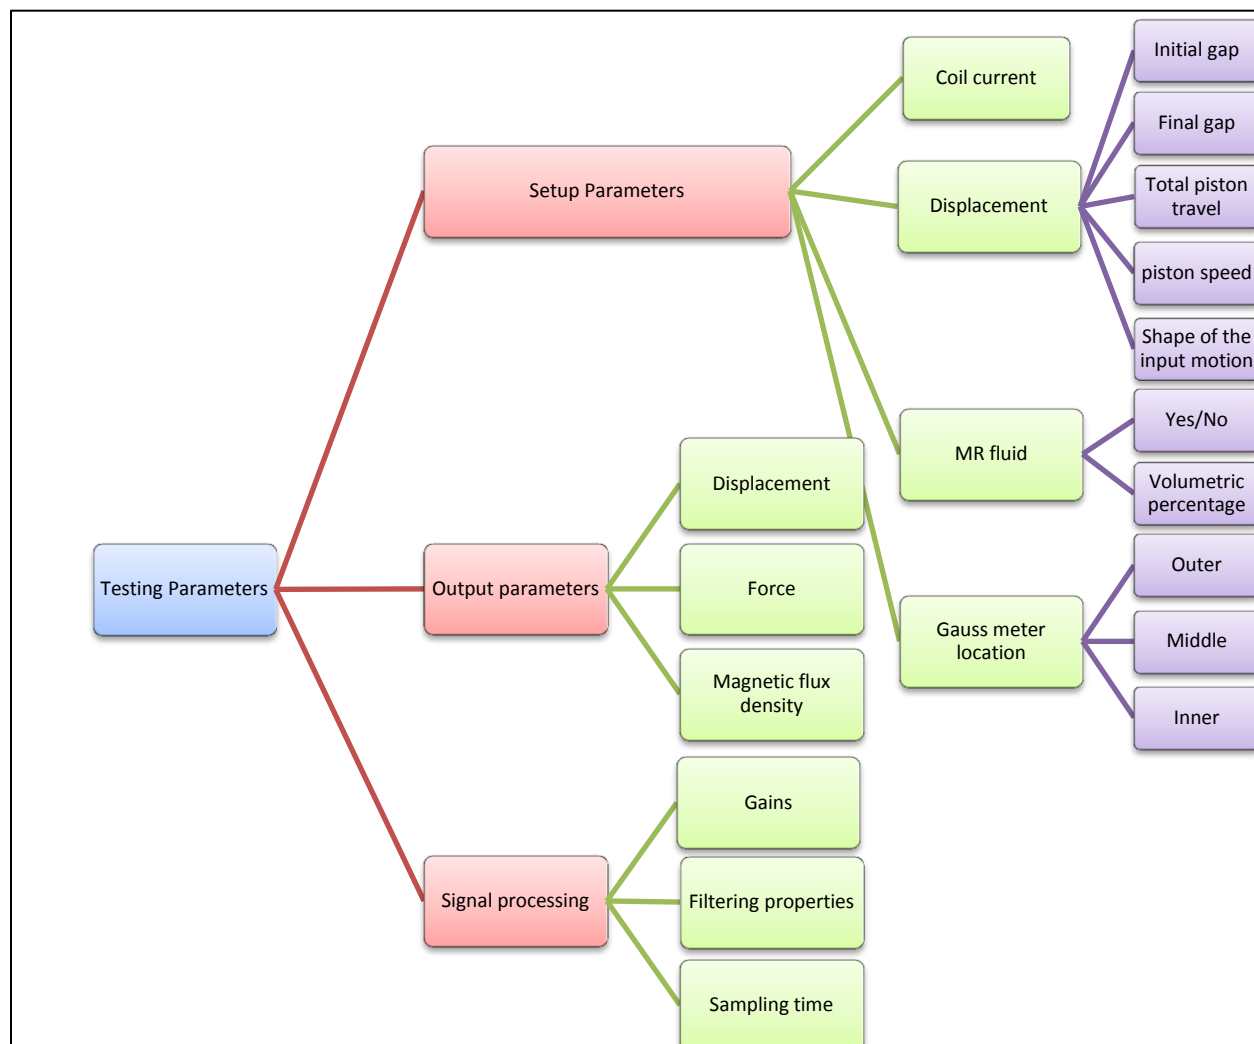 Testing Parameters
Setup Parameters
Coil current
Displacement
Initial gap
Final gap
Total piston
travel
piston speed
Shape of the
input motion
MR fluid
Yes/No
Volumetric
percentage
Gauss meter
location
Outer
Middle
Inner
Output parameters
Displacement
Force
Magnetic flux
density
Signal processing
Gains
Filtering properties
Sampling time